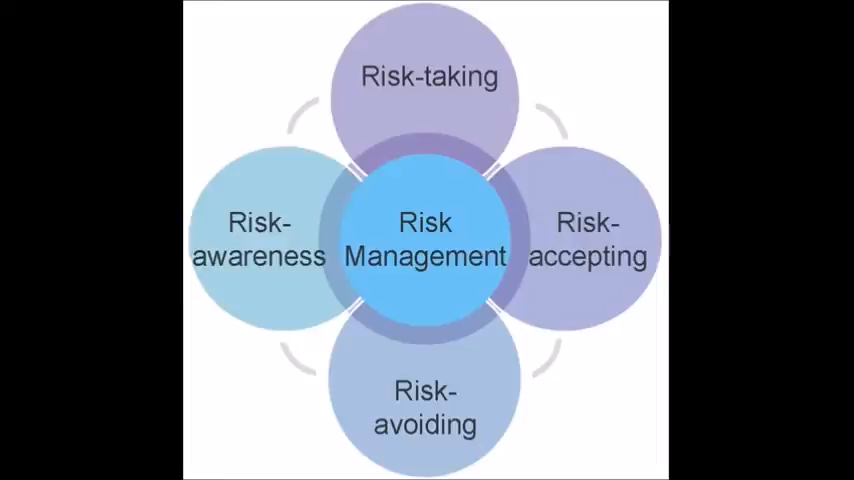 Risk-taking
Risk-
awareness
Risk
Management
Risk-
accepting
Risk-
avoiding